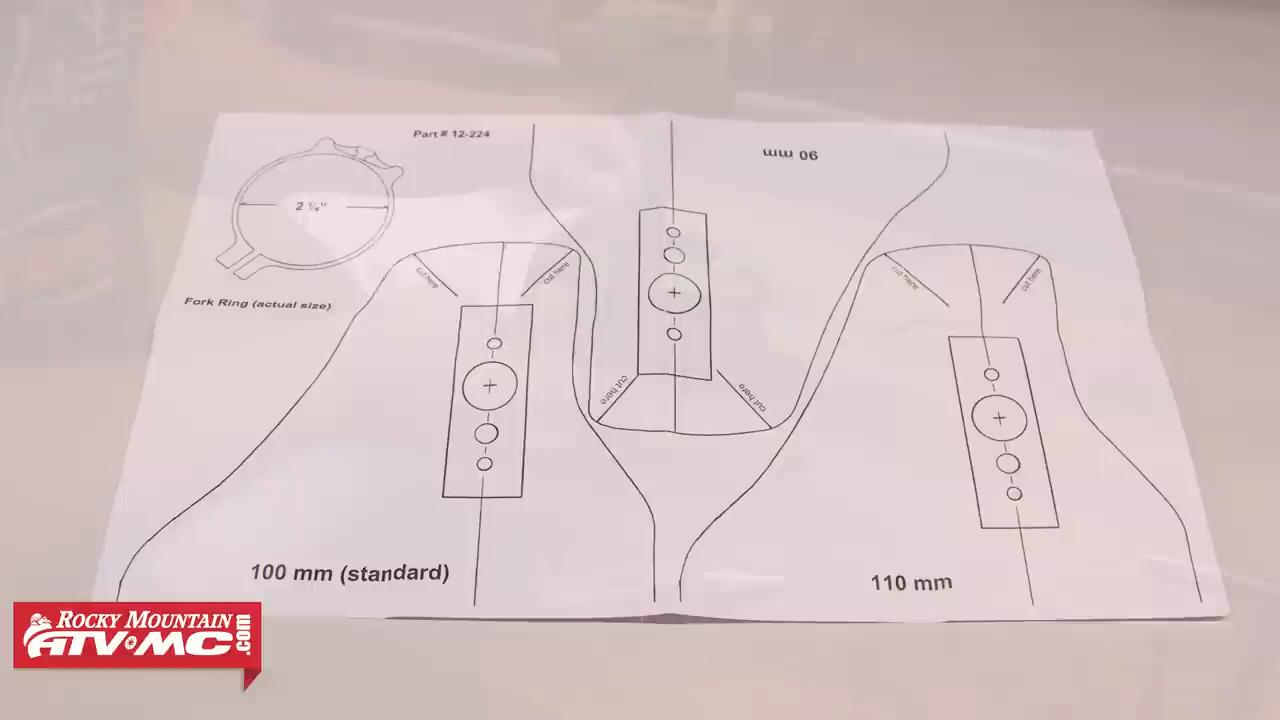 Part # 12-224
90 mm
2 ¼"
cut here
cut here
cut here
cut here
Fork Ring (actual size)
cut here
cut here
100 mm (standard)
110 mm
ROCKY MOUNTAIN
ATV•MC.com